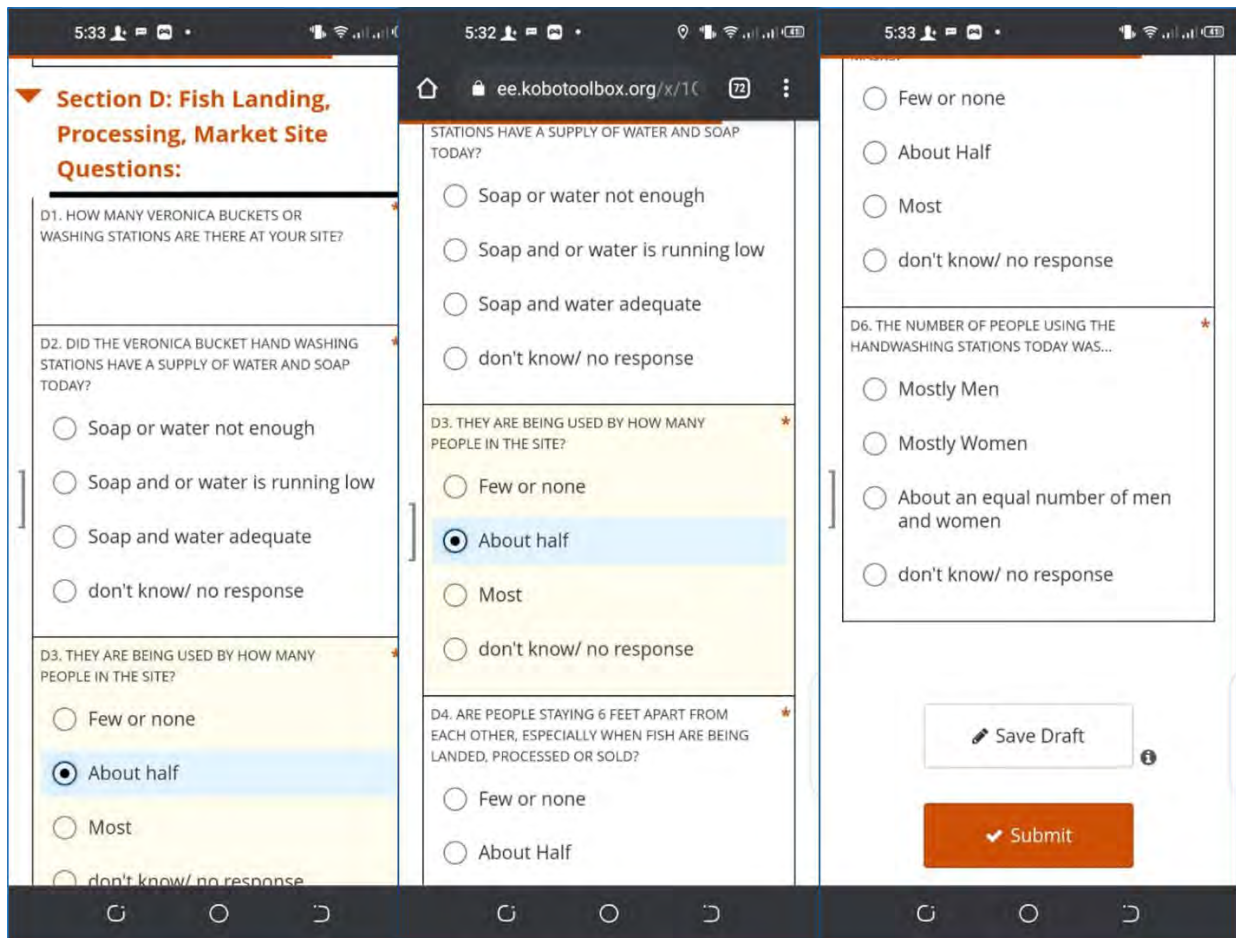 5:33
Section D: Fish Landing,
Processing, Market Site
Questions:
D1. HOW MANY VERONICA BUCKETS OR *
WASHING STATIONS ARE THERE AT YOUR SITE?
D2. DID THE VERONICA BUCKET HAND WASHING *
STATIONS HAVE A SUPPLY OF WATER AND SOAP
TODAY?
Soap or water not enough
Soap and or water is running low
Soap and water adequate
don't know/ no response
D3. THEY ARE BEING USED BY HOW MANY *
PEOPLE IN THE SITE?
Few or none
About half
Most
don't know/ no response
5:32
41
ee.kobotoolbox.org/x/1
72
STATIONS HAVE A SUPPLY OF WATER AND SOAP
TODAY?
Soap or water not enough
Soap and or water is running low
Soap and water adequate
don't know/ no response
D3. THEY ARE BEING USED BY HOW MANY *
PEOPLE IN THE SITE?
Few or none
About half
Most
don't know/ no response
D4. ARE PEOPLE STAYING 6 FEET APART FROM *
EACH OTHER, ESPECIALLY WHEN FISH ARE BEING
LANDED, PROCESSED OR SOLD?
Few or none
About Half
5:33
41
Few or none
About Half
Most
don't know/ no response
D6. THE NUMBER OF PEOPLE USING THE *
HANDWASHING STATIONS TODAY WAS...
Mostly Men
Mostly Women
About an equal number of men
and women
don't know/ no response
Save Draft
Submit